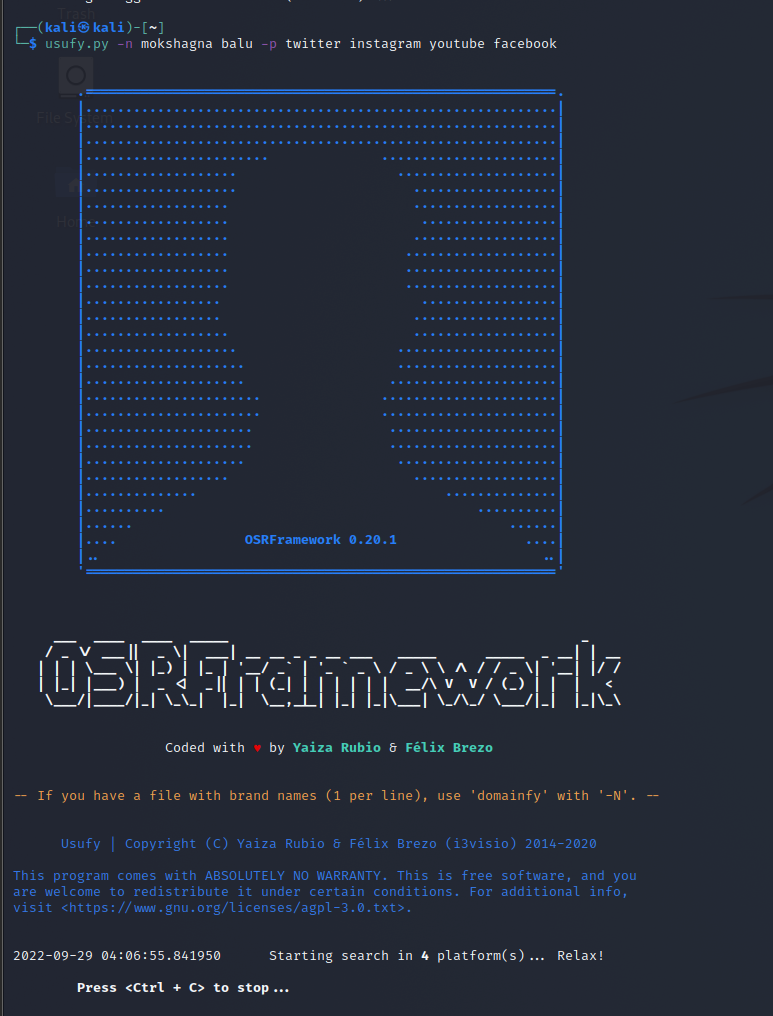 Trash
┌──(kali㉿kali)-[~]
└─$ usufy.py -n mokshagna balu -p twitter instagram youtube facebook
File System
Home
OSRFramework 0.20.1
OSRFramework
Coded with ♥ by Yaiza Rubio & Félix Brezo
-- If you have a file with brand names (1 per line), use 'domainfy' with '-N'. --
Usufy | Copyright (C) Yaiza Rubio & Félix Brezo (i3visio) 2014-2020
This program comes with ABSOLUTELY NO WARRANTY. This is free software, and you
are welcome to redistribute it under certain conditions. For additional info,
visit <https://www.gnu.org/licenses/agpl-3.0.txt>.
2022-09-29 04:06:55.841950 Starting search in 4 platform(s)... Relax!
Press <Ctrl + C> to stop...